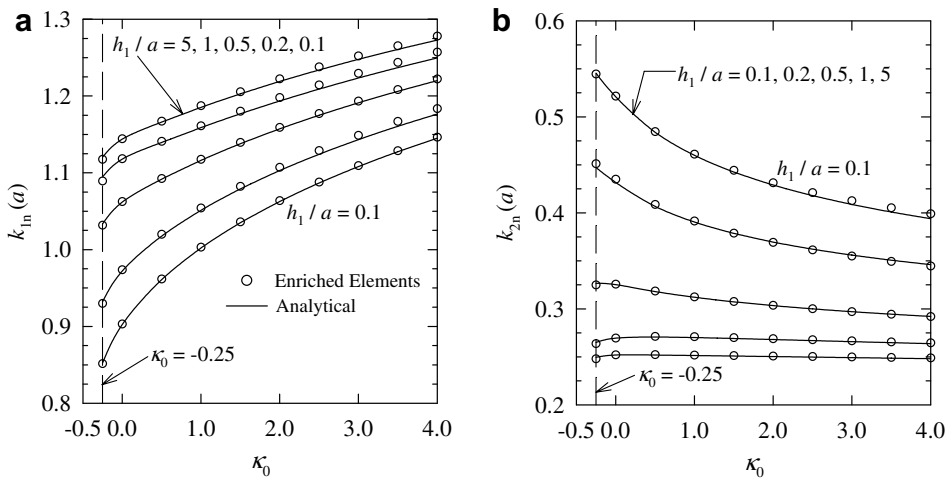 a
1.3
1.2
1.1
1.0
0.9
0.8
k₁ₙ (a)
h₁ / a = 5, 1, 0.5, 0.2, 0.1
h₁ / a = 0.1
Enriched Elements
Analytical
κ₀ = -0.25
-0.5 0.0 1.0 2.0 3.0 4.0
κ₀
b
0.6
0.5
0.4
0.3
0.2
k₂ₙ (a)
h₁ / a = 0.1, 0.2, 0.5, 1, 5
h₁ / a = 0.1
κ₀ = -0.25
-0.5 0.0 1.0 2.0 3.0 4.0
κ₀